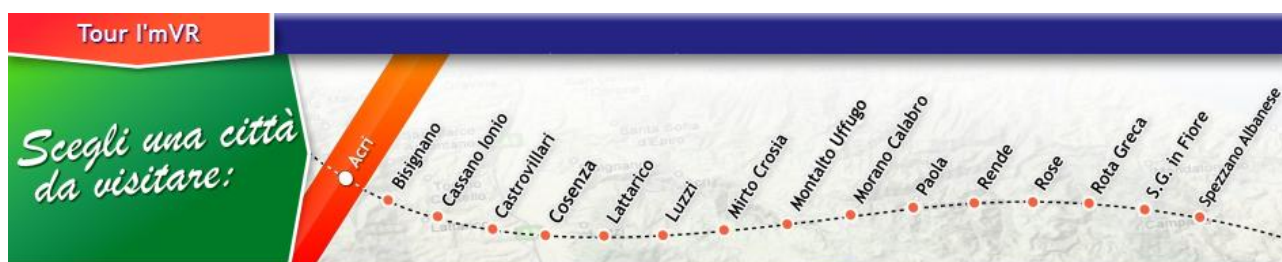 Tour I'mVR
Scegli una città
da visitare:
Acri
Bisignano
Cassano Ionio
Castrovillari
Cosenza
Lattarico
Luzzi
Mirto Crosia
Montalto Uffugo
Morano Calabro
Paola
Rende
Rose
Rota Greca
S.G. in Fiore
Spezzano Albanese